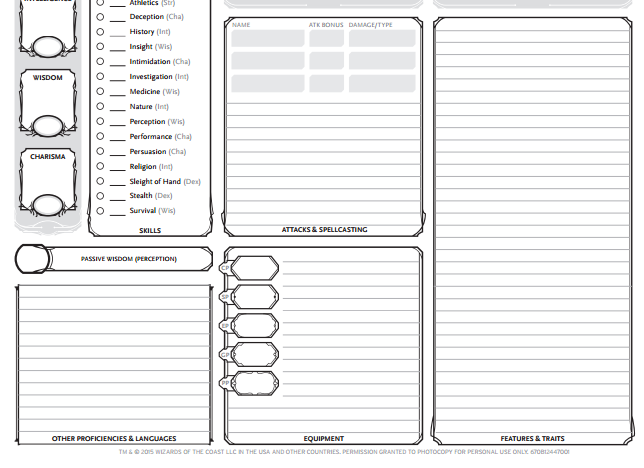 WISDOM
CHARISMA
Athletics (Str)
Deception (Cha)
History (Int)
Insight (Wis)
Intimidation (Cha)
Investigation (Int)
Medicine (Wis)
Nature (Int)
Perception (Wis)
Performance (Cha)
Persuasion (Cha)
Religion (Int)
Sleight of Hand (Dex)
Stealth (Dex)
Survival (Wis)
SKILLS
NAME ATK BONUS DAMAGE/TYPE
ATTACKS & SPELLCASTING
PASSIVE WISDOM (PERCEPTION)
OTHER PROFICIENCIES & LANGUAGES
CP
SP
EP
GP
PP
EQUIPMENT
FEATURES & TRAITS
TM & © 2015 WIZARDS OF THE COAST LLC IN THE USA AND OTHER COUNTRIES. PERMISSION GRANTED TO PHOTOCOPY FOR PERSONAL USE ONLY.